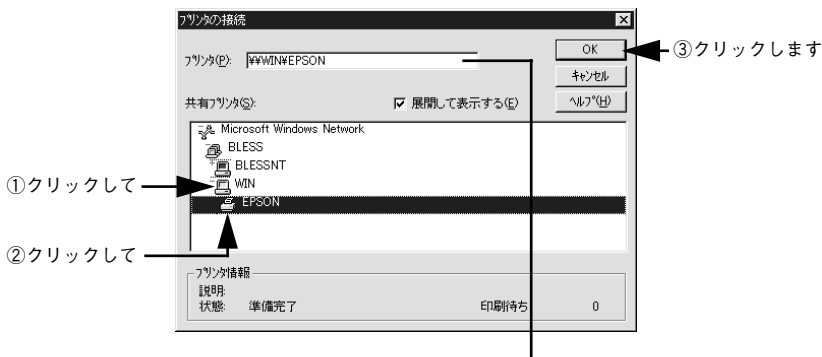 プリンタの接続
プリンタ(P): ¥¥WIN¥EPSON
OK
③クリックします
キャンセル
共有プリンタ(S):
展開して表示する(E)
ヘルプ(H)
Microsoft Windows Network
BLESS
BLESSNT
①クリックして
WIN
EPSON
②クリックして
プリンタ情報
説明:
状態: 準備完了 印刷待ち 0